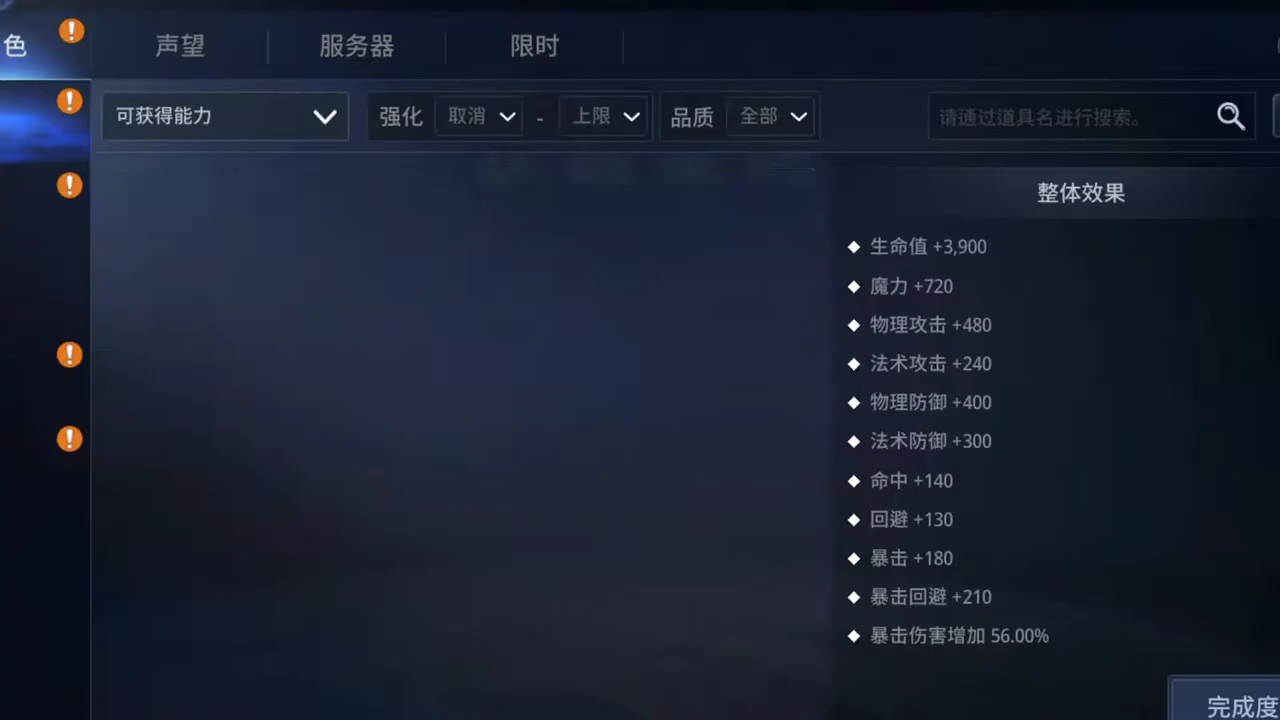 色 声望 服务器 限时
可获得能力 强化 取消 - 上限 品质 全部 请通过道具名进行搜索。
整体效果
生命值 +3,900
魔力 +720
物理攻击 +480
法术攻击 +240
物理防御 +400
法术防御 +300
命中 +140
回避 +130
暴击 +180
暴击回避 +210
暴击伤害增加 56.00%
完成度